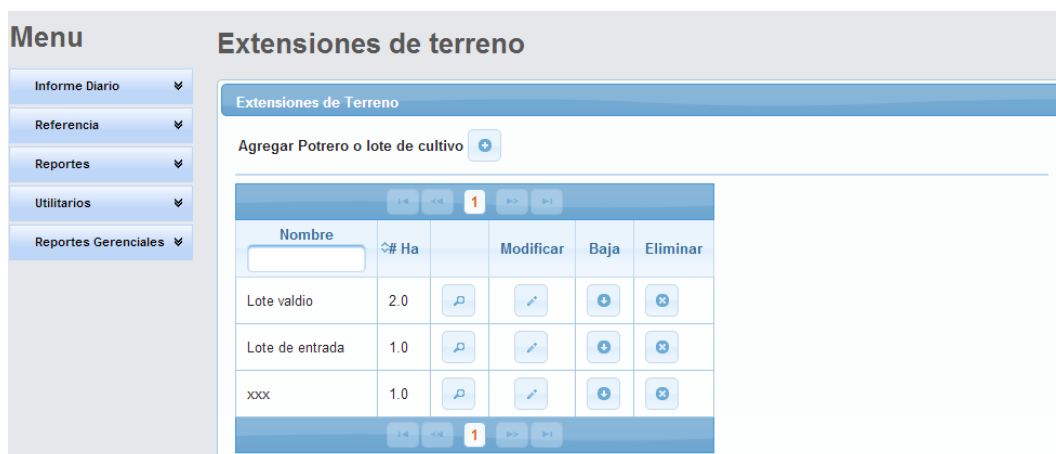 Menu
Extensiones de terreno
Informe Diario
Referencia
Reportes
Utilitarios
Reportes Gerenciales
Extensiones de Terreno
Agregar Potrero o lote de cultivo
1
Nombre # Ha Modificar Baja Eliminar
Lote valdio 2.0
Lote de entrada 1.0
xxx 1.0
1